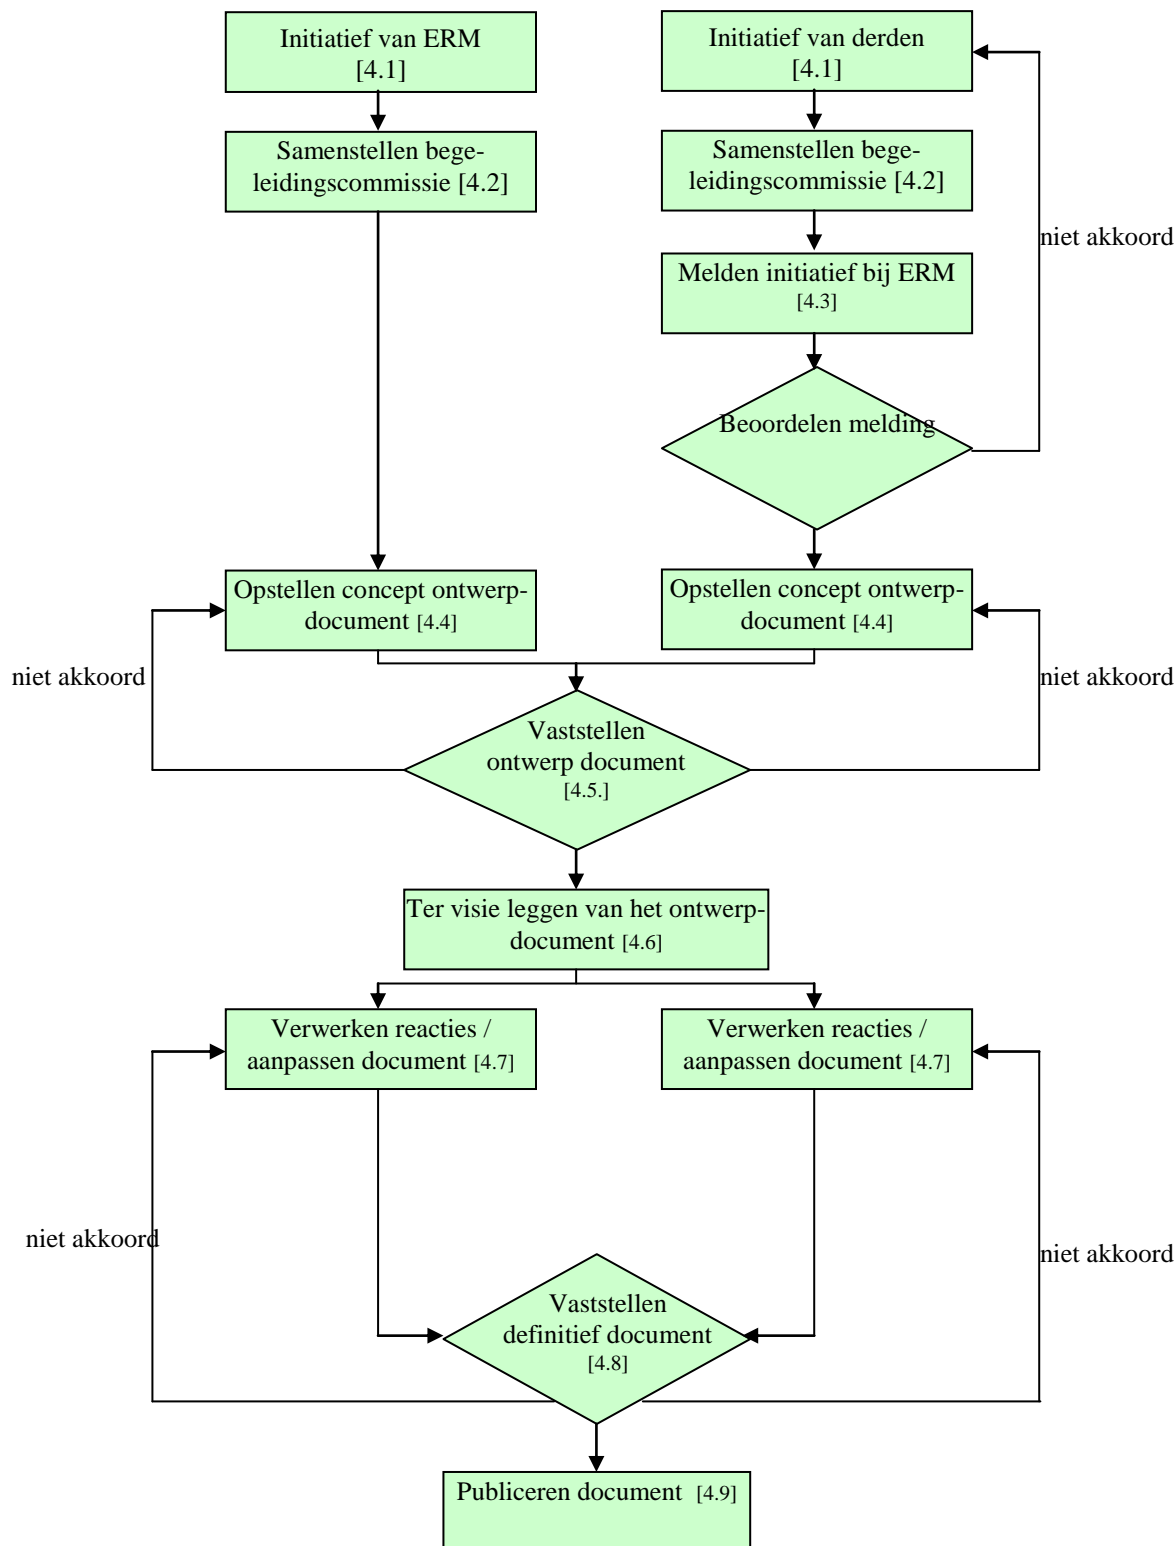 Initiatief van ERM
[4.1]
Initiatief van derden
[4.1]
Samenstellen bege-
leidingscommissie [4.2]
Samenstellen bege-
leidingscommissie [4.2]
niet akkoord
Melden initiatief bij ERM
[4.3]
Beoordelen melding
Opstellen concept ontwerp-
document [4.4]
Opstellen concept ontwerp-
document [4.4]
niet akkoord
niet akkoord
Vaststellen
ontwerp document
[4.5.]
Ter visie leggen van het ontwerp-
document [4.6]
Verwerken reacties /
aanpassen document [4.7]
Verwerken reacties /
aanpassen document [4.7]
niet akkoord
niet akkoord
Vaststellen
definitief document
[4.8]
Publiceren document [4.9]